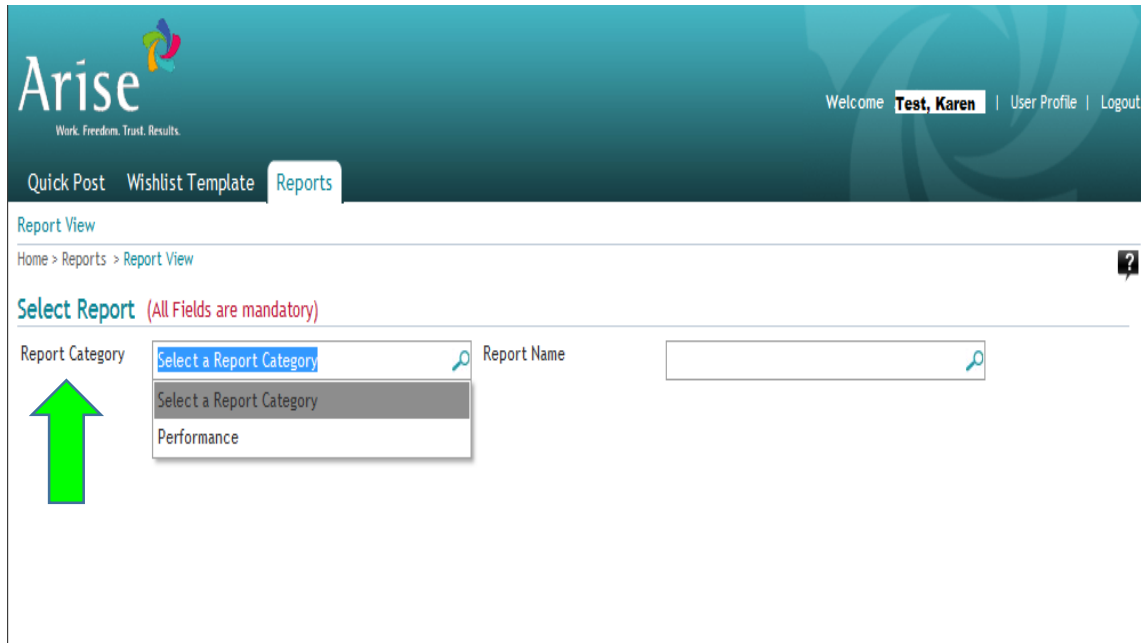 Arise
Work. Freedom. Trust. Results.
Welcome Test, Karen | User Profile | Logout
Quick Post Wishlist Template Reports
Report View
Home > Reports > Report View
?
Select Report (All Fields are mandatory)
Report Category Select a Report Category Report Name
Select a Report Category
Performance